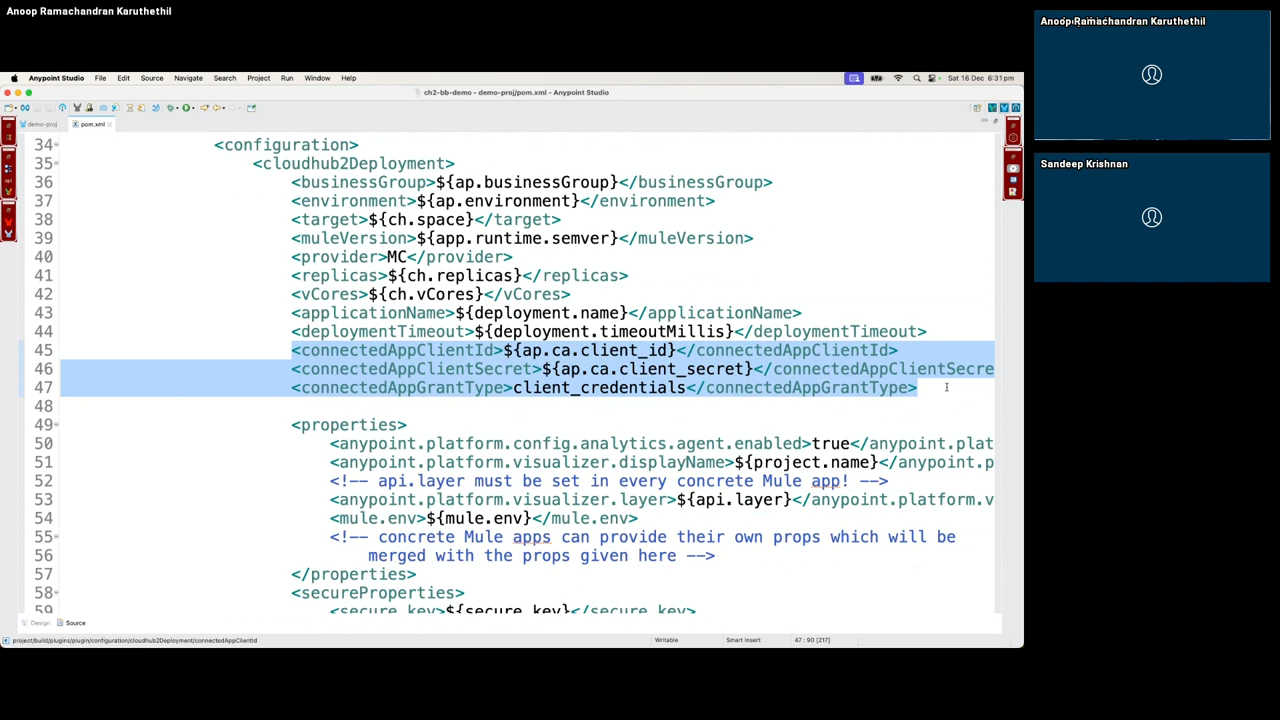 Anoop Ramachandran Karuthethil
Anoop Ramachandran Karuthethil
Sandeep Krishnan
Anypoint Studio File Edit Source Navigate Search Project Run Window Help
Sat 16 Dec 6:31pm
ch2-bb-demo - demo-proj/pom.xml - Anypoint Studio
demo-proj pom.xml
34 <configuration>
35 <cloudhub2Deployment>
36 <businessGroup>${ap.businessGroup}</businessGroup>
37 <environment>${ap.environment}</environment>
38 <target>${ch.space}</target>
39 <muleVersion>${app.runtime.semver}</muleVersion>
40 <provider>MC</provider>
41 <replicas>${ch.replicas}</replicas>
42 <vCores>${ch.vCores}</vCores>
43 <applicationName>${deployment.name}</applicationName>
44 <deploymentTimeout>${deployment.timeoutMillis}</deploymentTimeout>
45 <connectedAppClientId>${ap.ca.client_id}</connectedAppClientId>
46 <connectedAppClientSecret>${ap.ca.client_secret}</connectedAppClientSecre
47 <connectedAppGrantType>client_credentials</connectedAppGrantType>
48
49 <properties>
50 <anypoint.platform.config.analytics.agent.enabled>true</anypoint.plat
51 <anypoint.platform.visualizer.displayName>${project.name}</anypoint.p
52 <!-- api.layer must be set in every concrete Mule app! -->
53 <anypoint.platform.visualizer.layer>${api.layer}</anypoint.platform.v
54 <mule.env>${mule.env}</mule.env>
55 <!-- concrete Mule apps can provide their own props which will be
56 merged with the props given here -->
57 </properties>
58 <secureProperties>
59 <secure.key>${secure.key}</secure.key>
Design Source
project/build/plugins/plugin/configuration/cloudhub2Deployment/connectedAppClientId
Writable Smart Insert 47 : 90 [217]